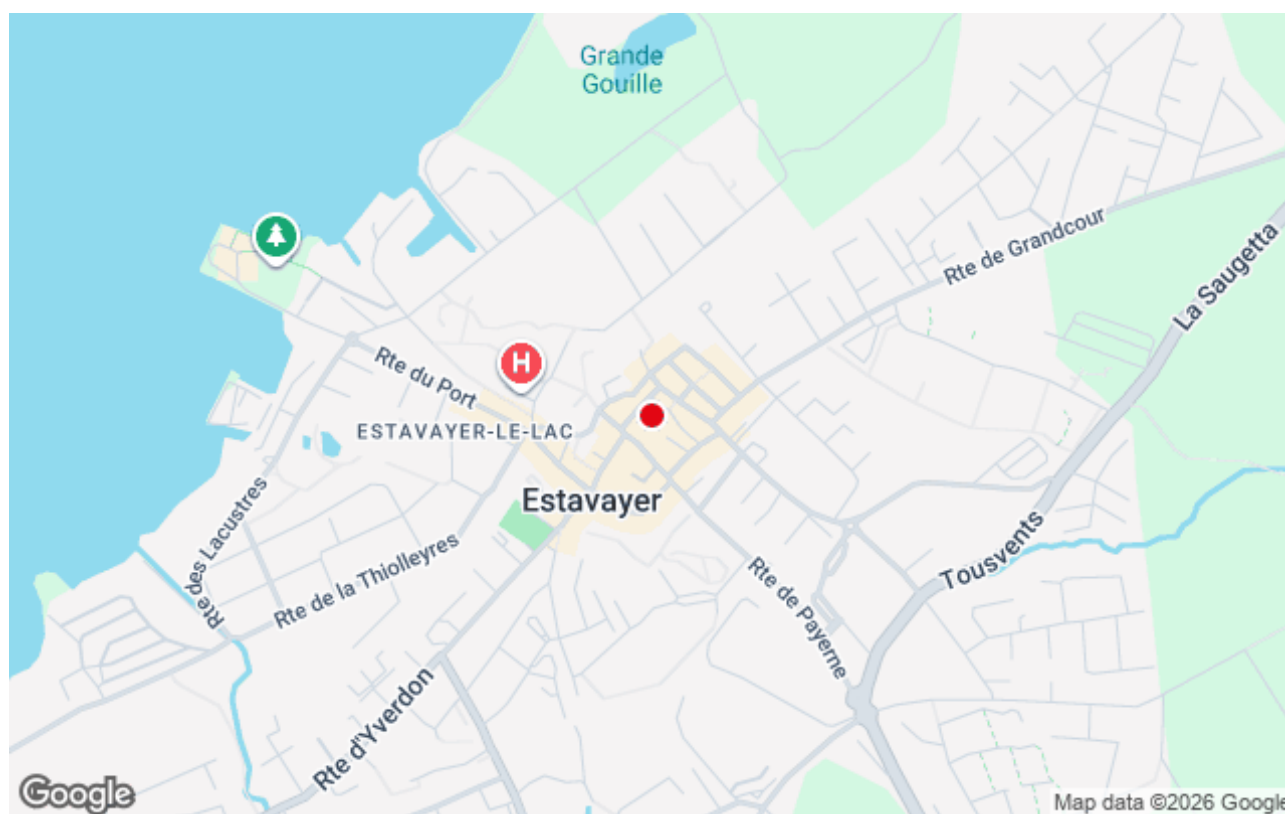 Grande
Gouille
Rte de Grandcour
La Saugetta
H
Rte du Port
ESTAVAYER-LE-LAC
Estavayer
Rte des Lacustres
Rte de la Thiolleyres
Tousvents
Rte de Payerne
Rte d'Yverdon
Google
Map data ©2026 Google